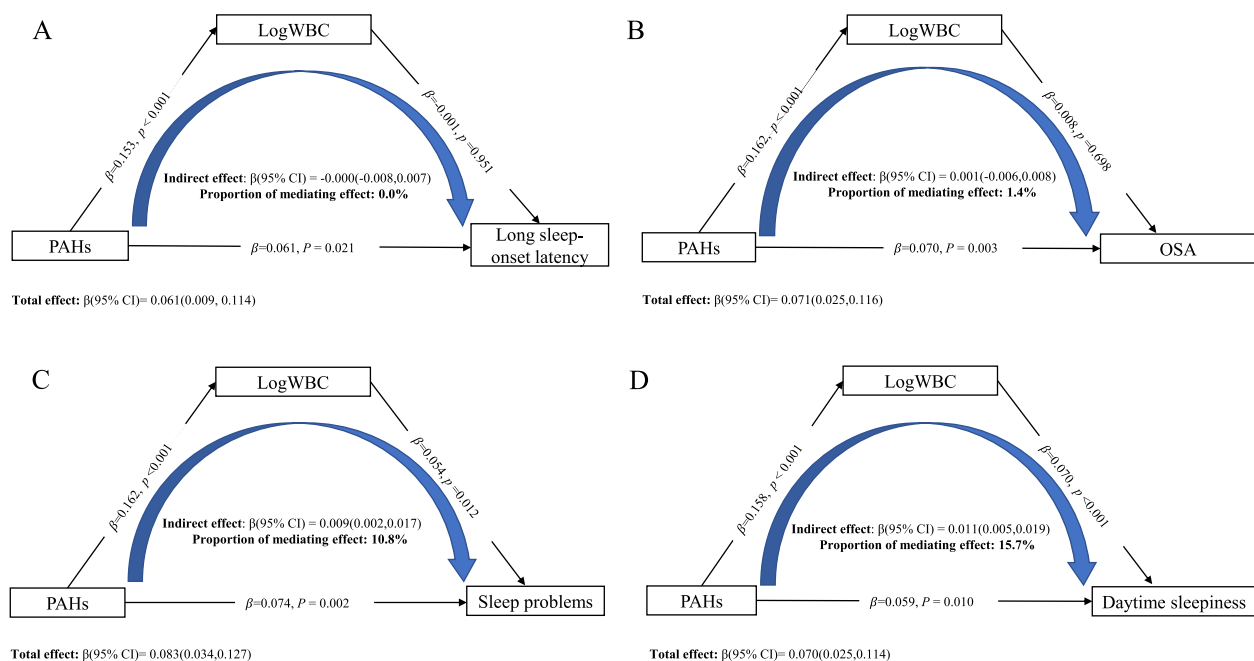 A
LogWBC
β=0.153, p < 0.001
β=-0.001, p =0.951
Indirect effect: β(95% CI) = -0.000(-0.008,0.007)
Proportion of mediating effect: 0.0%
PAHs
β=0.061, P = 0.021
Long sleep-
onset latency
Total effect: β(95% CI)= 0.061(0.009, 0.114)
B
LogWBC
β=0.162, p < 0.001
β=0.008, p =0.698
Indirect effect: β(95% CI) = 0.001(-0.006,0.008)
Proportion of mediating effect: 1.4%
PAHs
β=0.070, P = 0.003
OSA
Total effect: β(95% CI)= 0.071(0.025,0.116)
C
LogWBC
β=0.162, p <0.001
β=0.054, p =0.012
Indirect effect: β(95% CI) = 0.009(0.002,0.017)
Proportion of mediating effect: 10.8%
PAHs
β=0.074, P = 0.002
Sleep problems
Total effect: β(95% CI)= 0.083(0.034,0.127)
D
LogWBC
β=0.158, p < 0.001
β=0.070, p <0.001
Indirect effect: β(95% CI) = 0.011(0.005,0.019)
Proportion of mediating effect: 15.7%
PAHs
β=0.059, P = 0.010
Daytime sleepiness
Total effect: β(95% CI)= 0.070(0.025,0.114)